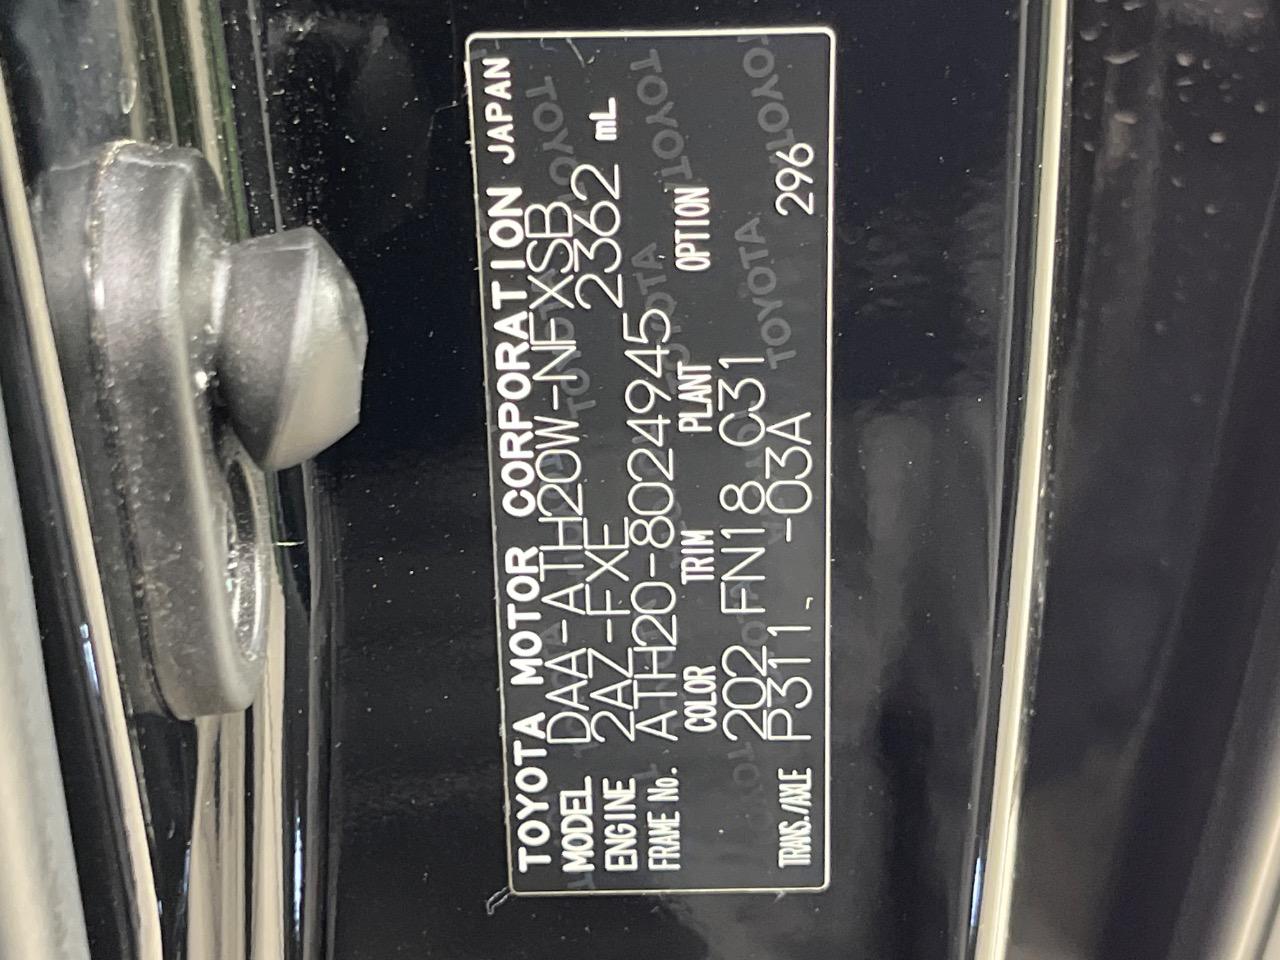 TOYOTA MOTOR CORPORATION JAPAN
MODEL DAA-ATH20W-NFXSB
ENGINE 2AZ-FXE 2362 mL
FRAME No. ATH20-8024945
COLOR TRIM PLANT OPTION
202 FN18 C31
TRANS./AXLE P311 -03A 296